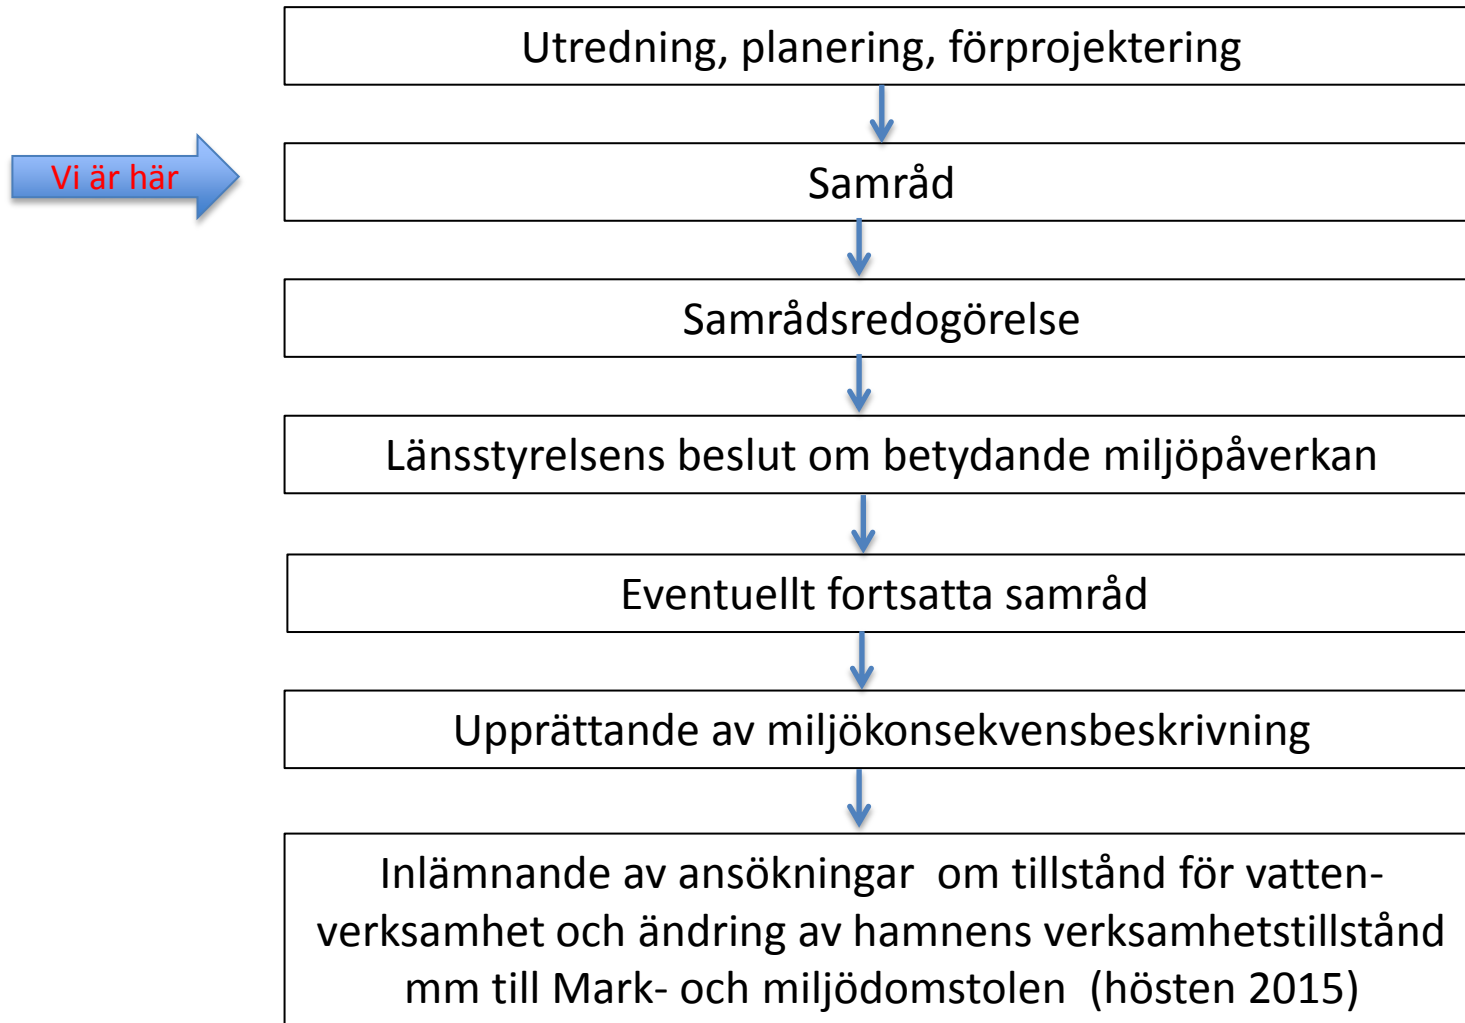 Utredning, planering, förprojektering
Vi är här
Samråd
Samrådsredogörelse
Länsstyrelsens beslut om betydande miljöpåverkan
Eventuellt fortsatta samråd
Upprättande av miljökonsekvensbeskrivning
Inlämnande av ansökningar  om tillstånd för vatten-
verksamhet och ändring av hamnens verksamhetstillstånd
mm till Mark- och miljödomstolen  (hösten 2015)